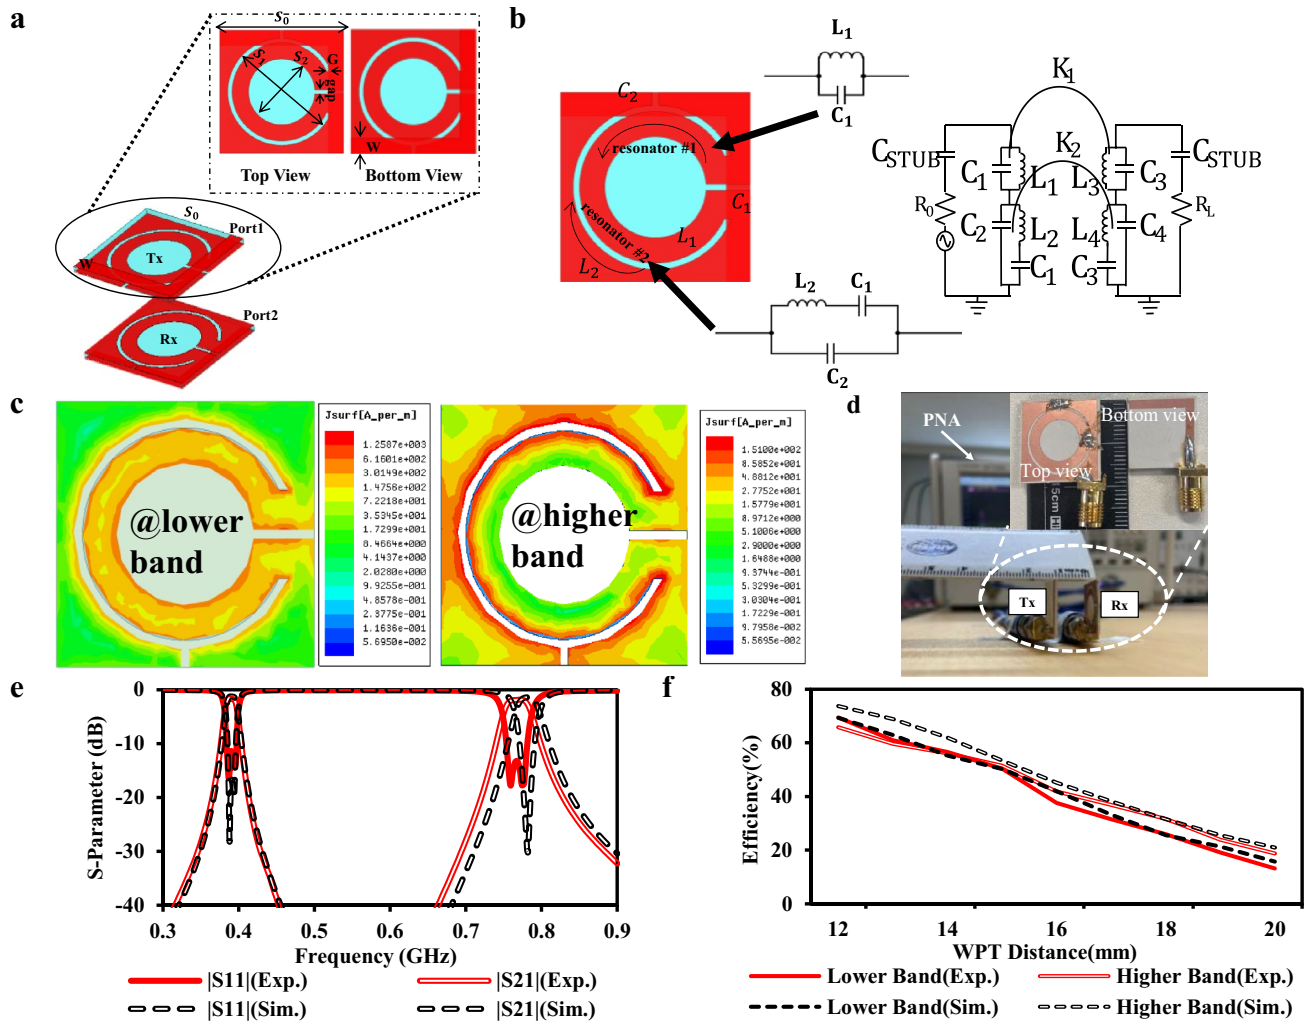 a
S₀
S₁
S₂
G
gap
W
Top View
Bottom View
S₀
Port1
W
Tx
Port2
Rx
b
L₁
C₁
C₂
resonator #1
C₁
L₁
resonator #2
L₂
L₂
C₁
C₂
K₁
K₂
C_STUB
C₁
L₁
L₃
C₃
C_STUB
R₀
C₂
L₂
L₄
C₄
R_L
C₁
C₃
c
@lower
band
Jsurf[A_per_m]
1.2587e+003
6.1601e+002
3.0149e+002
1.4756e+002
7.2218e+001
3.5345e+001
1.7299e+001
8.4664e+000
4.1437e+000
2.0280e+000
9.9255e-001
4.8578e-001
2.3775e-001
1.1636e-001
5.6950e-002
@higher
band
Jsurf[A_per_m]
1.5100e+002
8.5852e+001
4.8812e+001
2.7752e+001
1.5779e+001
8.9712e+000
5.1006e+000
2.9000e+000
1.6488e+000
9.3744e-001
5.3299e-001
3.0304e-001
1.7229e-001
9.7958e-002
5.5695e-002
d
PNA
Top view
Bottom view
15cm
Tx
Rx
e
S-Parameter (dB)
0
-10
-20
-30
-40
0.3
0.4
0.5
0.6
0.7
0.8
0.9
Frequency (GHz)
|S11|(Exp.)
|S21|(Exp.)
|S11|(Sim.)
|S21|(Sim.)
f
Efficiency(%)
80
60
40
20
0
12
14
16
18
20
WPT Distance(mm)
Lower Band(Exp.)
Higher Band(Exp.)
Lower Band(Sim.)
Higher Band(Sim.)